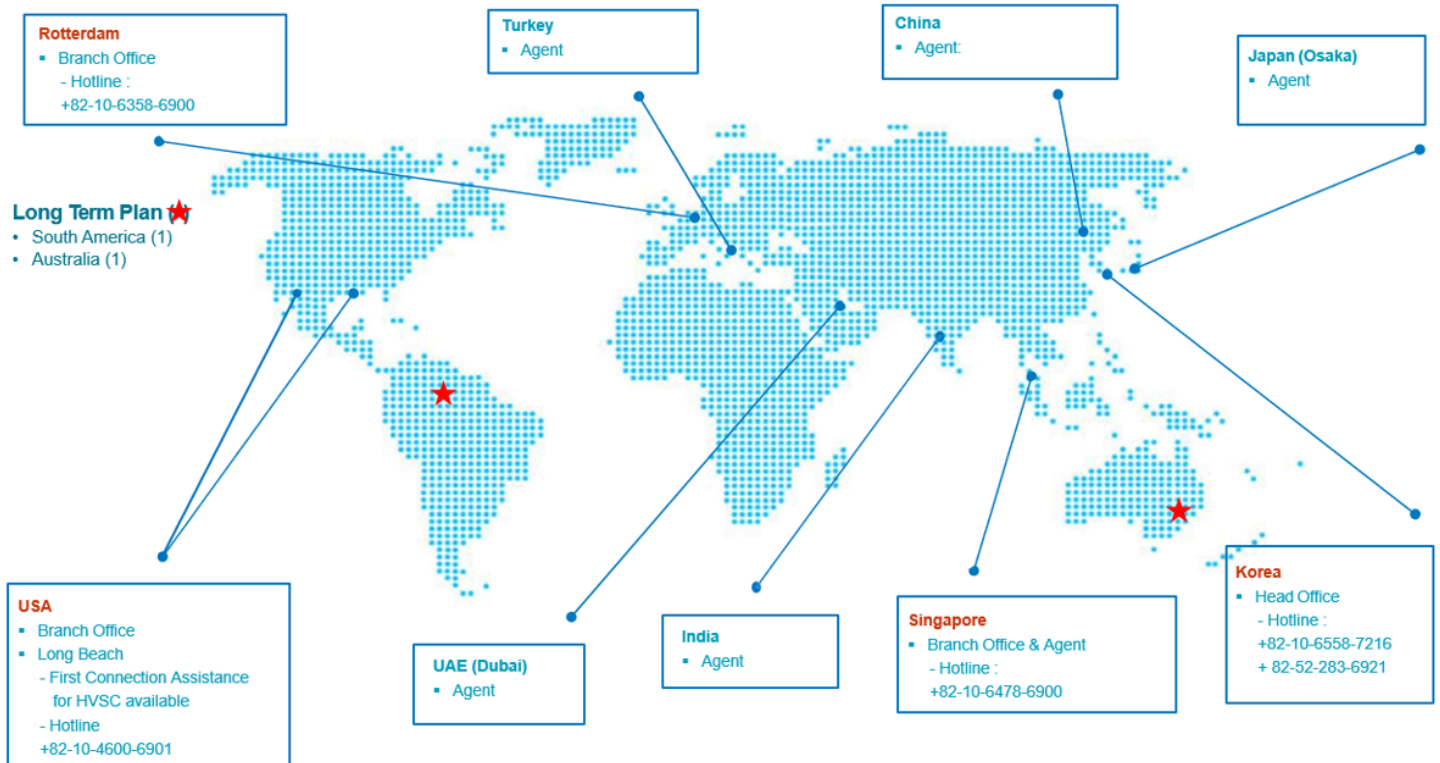 Rotterdam
▪ Branch Office
- Hotline :
+82-10-6358-6900
Turkey
▪ Agent
China
▪ Agent:
Japan (Osaka)
▪ Agent
Long Term Plan
• South America (1)
• Australia (1)
USA
▪ Branch Office
▪ Long Beach
- First Connection Assistance
for HVSC available
- Hotline
+82-10-4600-6901
UAE (Dubai)
▪ Agent
India
▪ Agent
Singapore
▪ Branch Office & Agent
- Hotline :
+82-10-6478-6900
Korea
▪ Head Office
- Hotline :
+82-10-6558-7216
+ 82-52-283-6921